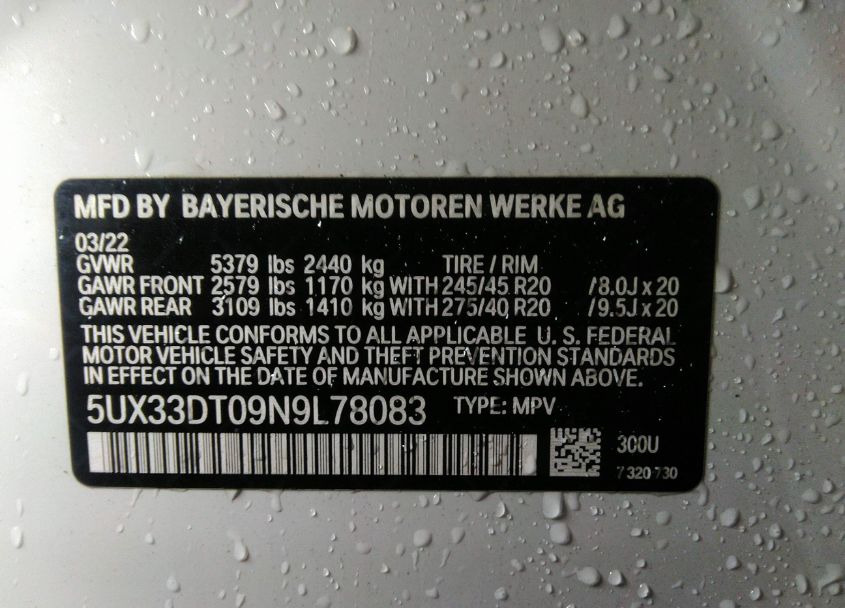 MFD BY BAYERISCHE MOTOREN WERKE AG
03/22
GVWR 5379 lbs 2440 kg TIRE / RIM
GAWR FRONT 2579 lbs 1170 kg WITH 245/45 R20 /8.0J x 20
GAWR REAR 3109 lbs 1410 kg WITH 275/40 R20 /9.5J x 20
THIS VEHICLE CONFORMS TO ALL APPLICABLE U. S. FEDERAL
MOTOR VEHICLE SAFETY AND THEFT PREVENTION STANDARDS
IN EFFECT ON THE DATE OF MANUFACTURE SHOWN ABOVE.
5UX33DT09N9L78083 TYPE: MPV
300U
7 320 730